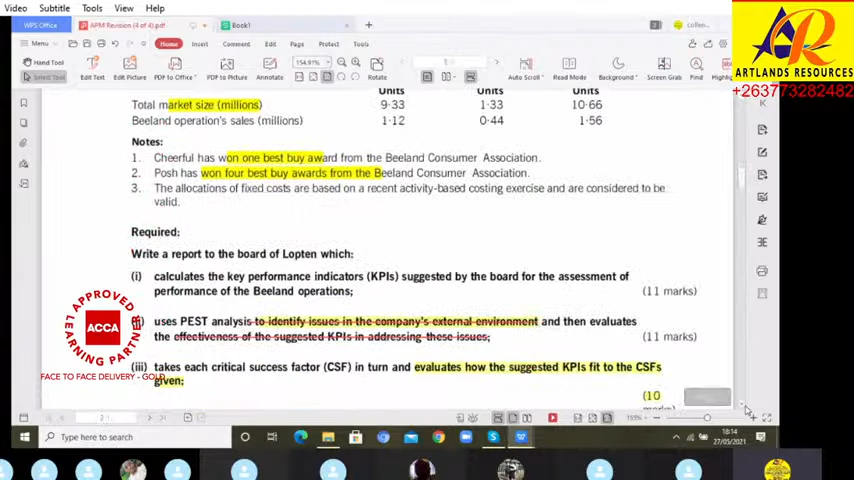 Video Subtitle Tools View Help
WPS Office APM Revision (4 of 4).pdf Book1 collen...
Menu Home Insert Comment Edit Page Protect Tools
Hand Tool
Select Tool Edit Text Edit Picture PDF to Office PDF to Picture Annotate 154.91% Rotate Auto Scroll Read Mode Background Screen Grab Find Highligh
ARTLANDS RESOURCES
+263773282482
Units Units Units
Total market size (millions) 9·33 1·33 10·66
Beeland operation's sales (millions) 1·12 0·44 1·56
Notes:
1. Cheerful has won one best buy award from the Beeland Consumer Association.
2. Posh has won four best buy awards from the Beeland Consumer Association.
3. The allocations of fixed costs are based on a recent activity-based costing exercise and are considered to be
valid.
Required:
Write a report to the board of Lopten which:
(i) calculates the key performance indicators (KPIs) suggested by the board for the assessment of
performance of the Beeland operations; (11 marks)
uses PEST analysis to identify issues in the company's external environment and then evaluates
the effectiveness of the suggested KPIs in addressing these issues; (11 marks)
(iii) takes each critical success factor (CSF) in turn and evaluates how the suggested KPIs fit to the CSFs
given; (10
marks)
APPROVED
ACCA
LEARNING PARTNER
FACE TO FACE DELIVERY - GOLD
Type here to search
18:14
27/05/2021